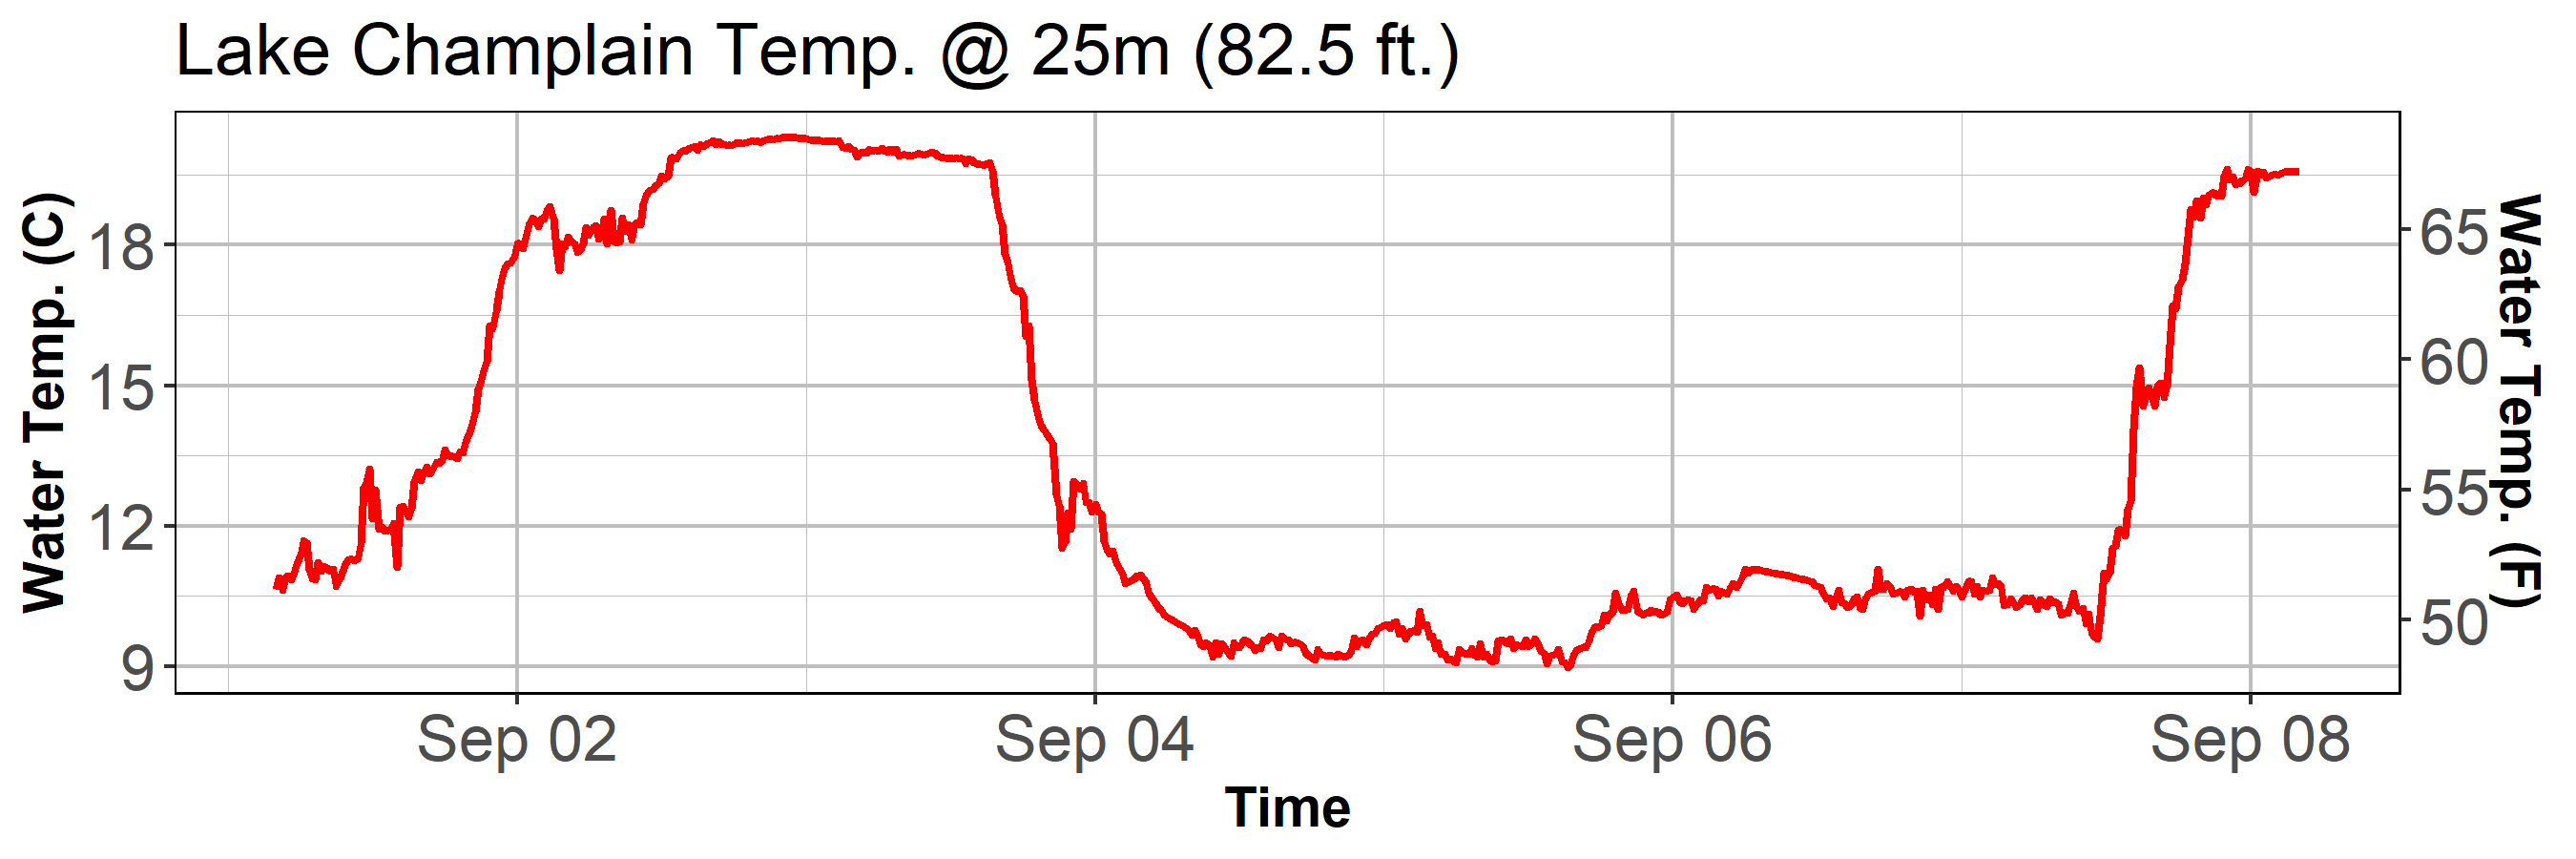 Lake Champlain Temp. @ 25m (82.5 ft.)
Water Temp. (C)
18
15
12
9
65
60
55
50
Water Temp. (F)
Sep 02 Sep 04 Sep 06 Sep 08
Time